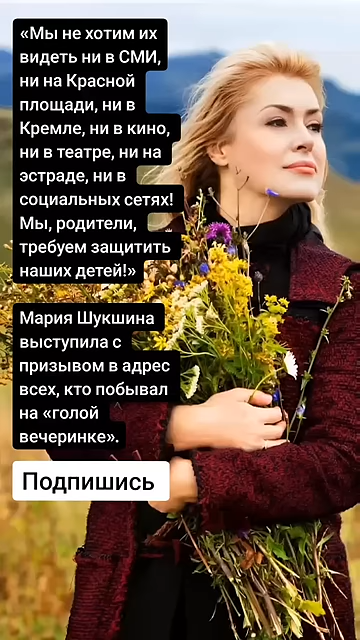 «Мы не хотим их
видеть ни в СМИ,
ни на Красной
площади, ни в
Кремле, ни в кино,
ни в театре, ни на
эстраде, ни в
социальных сетях!
Мы, родители,
требуем защитить
наших детей!»
Мария Шукшина
выступила с
призывом в адрес
всех, кто побывал
на «голой
вечеринке».
Подпишись